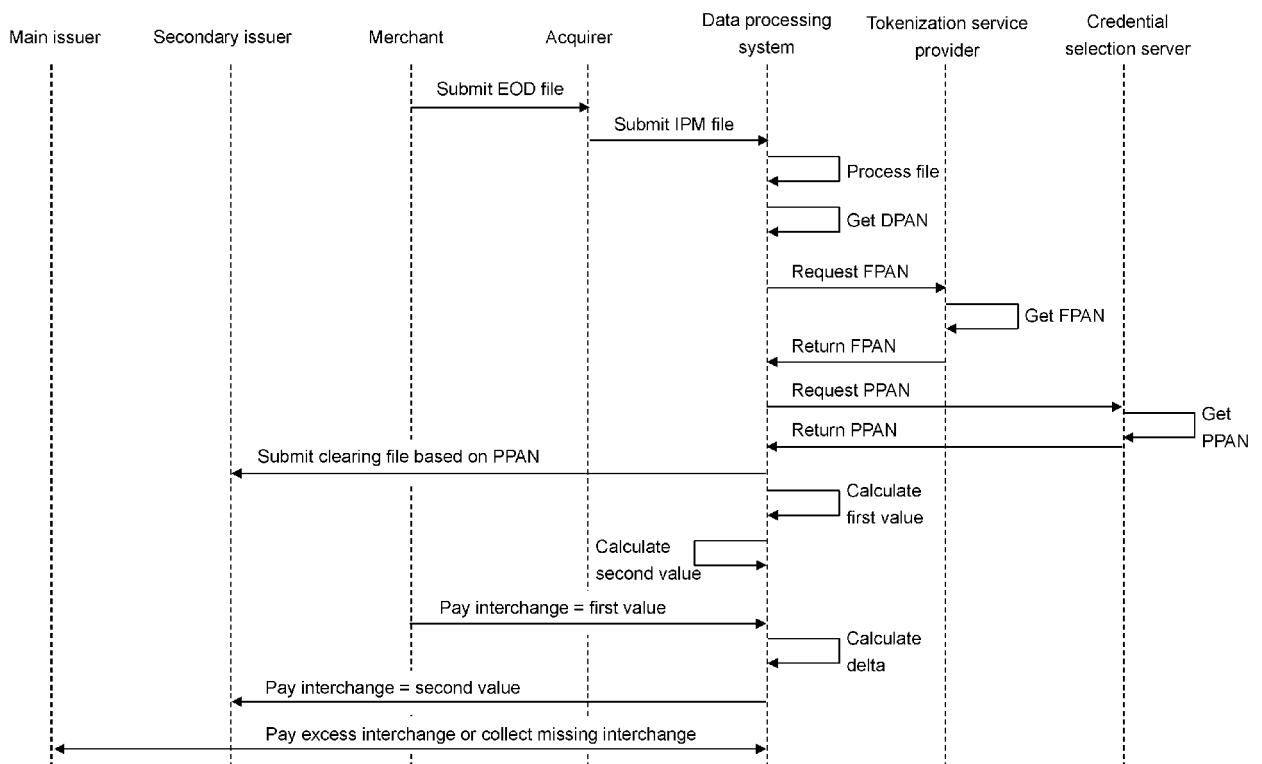 Main issuer
Secondary issuer
Merchant
Acquirer
Data processing
system
Tokenization service
provider
Credential
selection server
Submit EOD file
Submit IPM file
Process file
Get DPAN
Request FPAN
Get FPAN
Return FPAN
Request PPAN
Get
PPAN
Return PPAN
Submit clearing file based on PPAN
Calculate
first value
Calculate
second value
Pay interchange = first value
Calculate
delta
Pay interchange = second value
Pay excess interchange or collect missing interchange